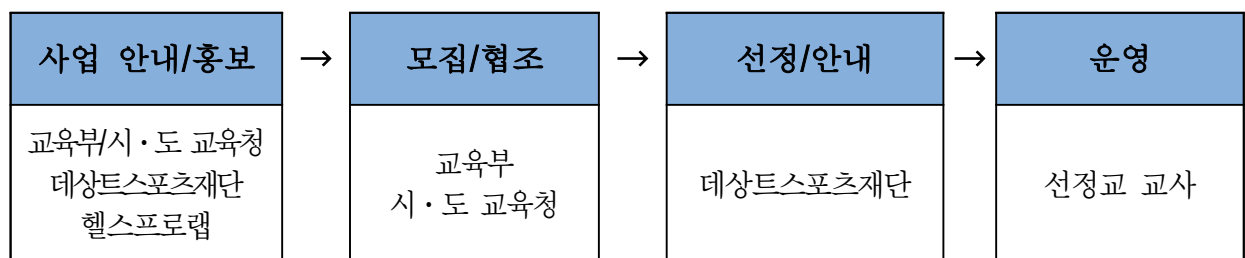 사업 안내/홍보 → 모집/협조 → 선정/안내 → 운영
교육부/시·도 교육청
데상트스포츠재단
헬스프로랩
교육부
시·도 교육청
데상트스포츠재단
선정교 교사